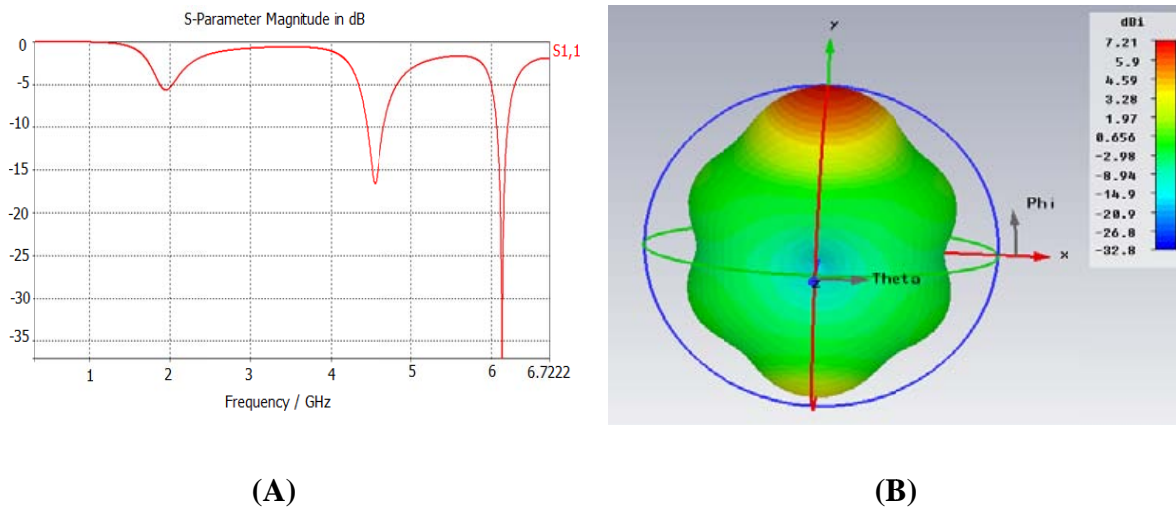 S-Parameter Magnitude in dB
0
-5
-10
-15
-20
-25
-30
-35
S1,1
1
2
3
4
5
6
6.7222
Frequency / GHz
y
x
z
Phi
Theta
dBi
7.21
5.9
4.59
3.28
1.97
0.656
-2.98
-8.94
-14.9
-20.9
-26.8
-32.8
(A)
(B)